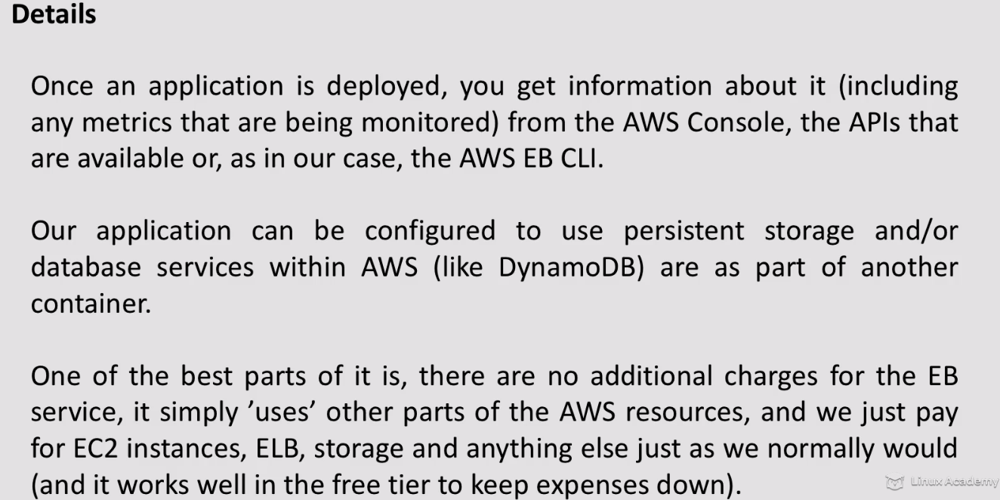 Details
Once an application is deployed, you get information about it (including
any metrics that are being monitored) from the AWS Console, the APIs that
are available or, as in our case, the AWS EB CLI.
Our application can be configured to use persistent storage and/or
database services within AWS (like DynamoDB) are as part of another
container.
One of the best parts of it is, there are no additional charges for the EB
service, it simply ’uses’ other parts of the AWS resources, and we just pay
for EC2 instances, ELB, storage and anything else just as we normally would
(and it works well in the free tier to keep expenses down).
Linux Academy